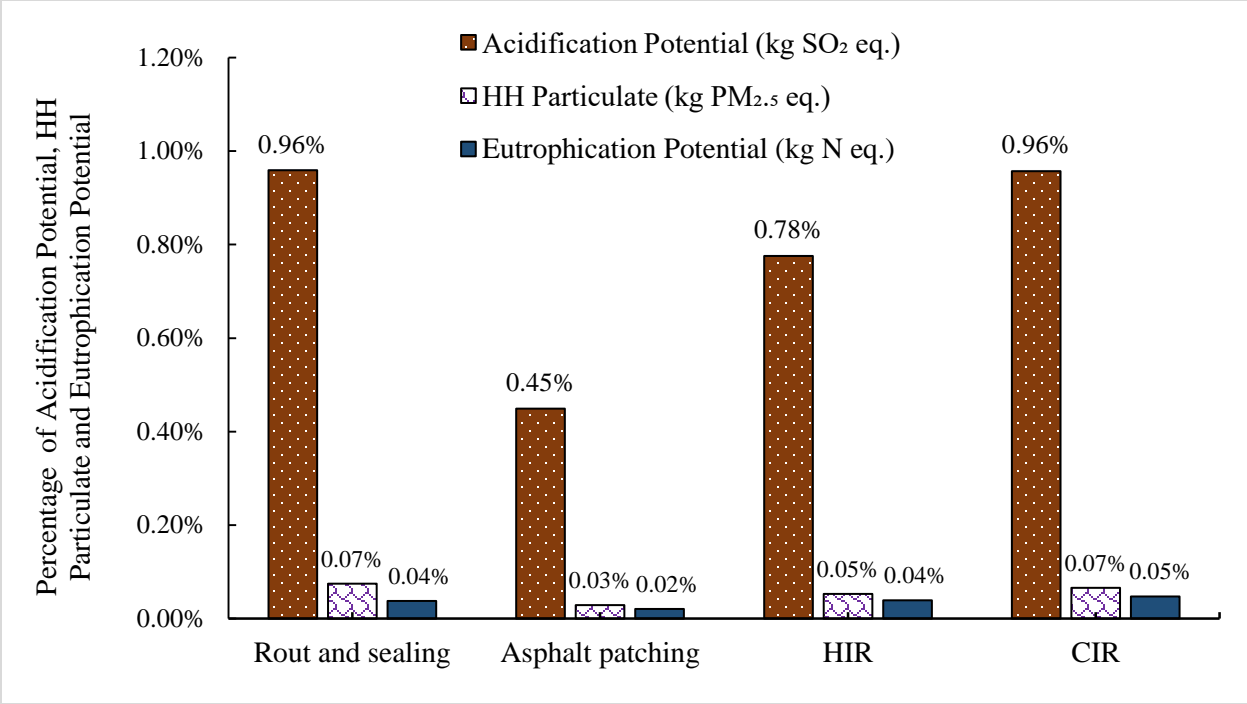 Acidification Potential (kg SO₂ eq.)
HH Particulate (kg PM₂.₅ eq.)
Eutrophication Potential (kg N eq.)
Percentage  of Acidification Potential, HH
Particulate and Eutrophication Potential
1.20%
1.00%
0.80%
0.60%
0.40%
0.20%
0.00%
0.96%
0.07%
0.04%
0.45%
0.03%
0.02%
0.78%
0.05%
0.04%
0.96%
0.07%
0.05%
Rout and sealing
Asphalt patching
HIR
CIR